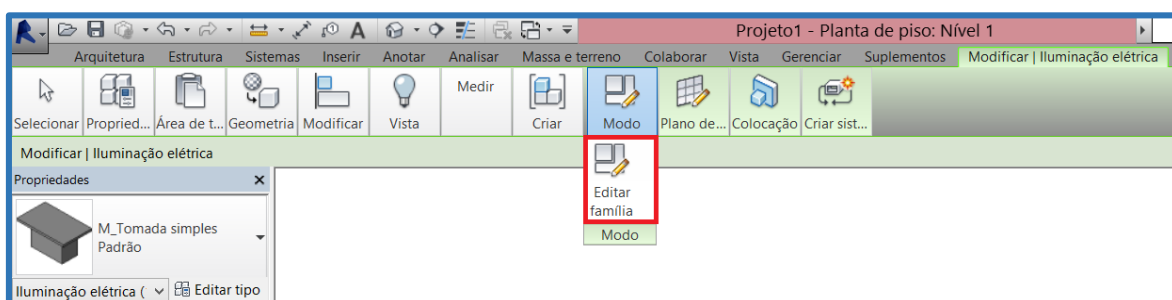 Projeto1 - Planta de piso: Nível 1
Arquitetura Estrutura Sistemas Inserir Anotar Analisar Massa e terreno Colaborar Vista Gerenciar Suplementos Modificar | Iluminação elétrica
Medir
Selecionar Propried... Área de t... Geometria Modificar Vista Criar Modo Plano de... Colocação Criar sist...
Modificar | Iluminação elétrica
Propriedades
Editar
família
Modo
M_Tomada simples
Padrão
Iluminação elétrica ( Editar tipo